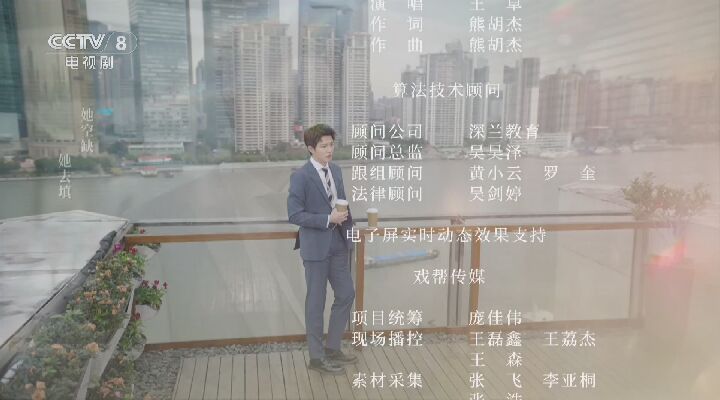 CCTV 8
电视剧
她空缺
她去填
演 唱 王 卓
作 词 熊胡杰
作 曲 熊胡杰
算法技术顾问
顾问公司 深兰教育
顾问总监 吴昊泽
跟组顾问 黄小云 罗 奎
法律顾问 吴剑婷
电子屏实时动态效果支持
戏帮传媒
项目统筹 庞佳伟
现场播控 王磊鑫 王荔杰
王 森
素材采集 张 飞 李亚桐
张 浩